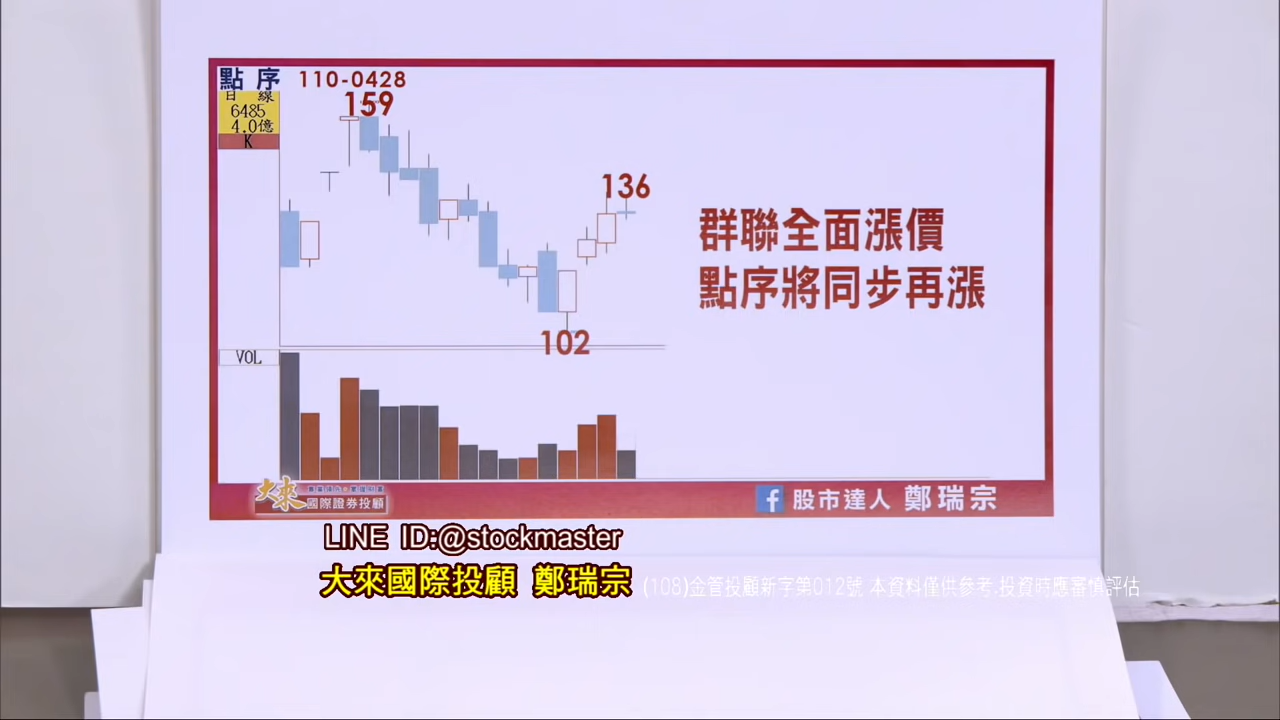 點序 110-0428
日線
6485
4.0億
K
159
136
102
群聯全面漲價
點序將同步再漲
VOL
大來
國際證券投顧
f 股市達人 鄭瑞宗
LINE ID:@stockmaster
大來國際投顧 鄭瑞宗 (108)金管投顧新字第012號 本資料僅供參考,投資時應審慎評估